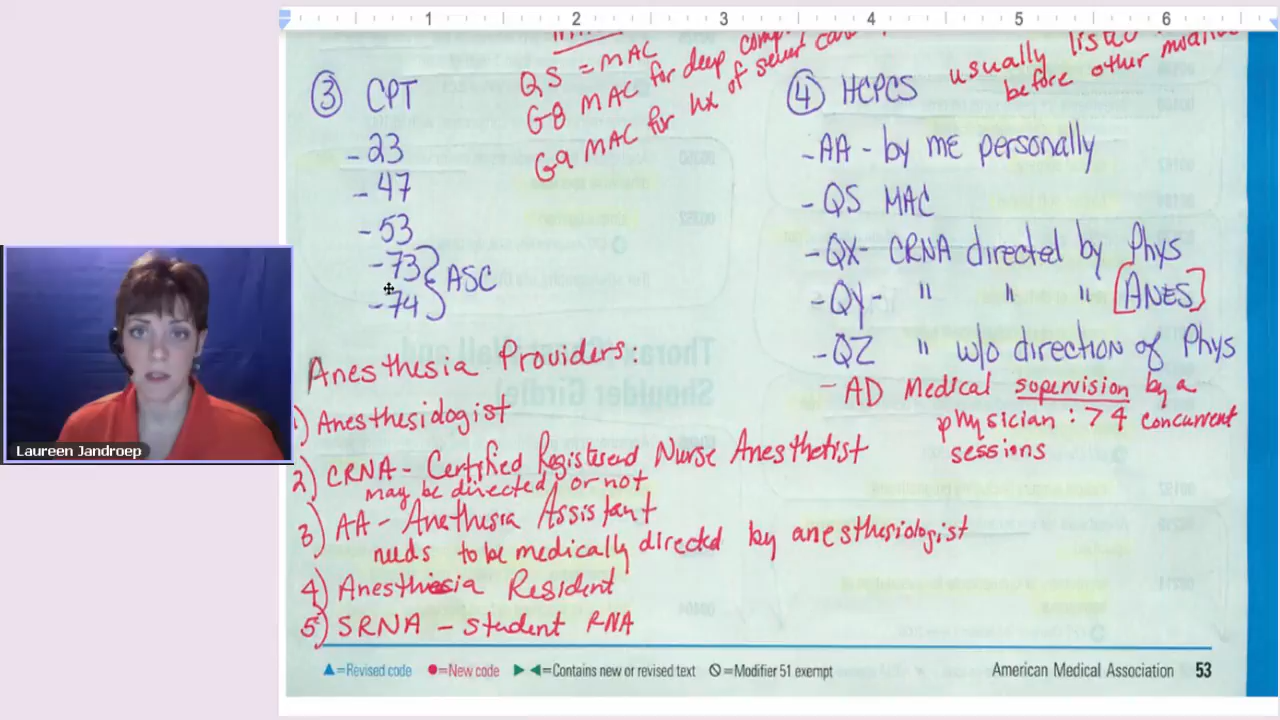 1 2 3 4 5 6
QS = MAC
G8 MAC for deep
G9 MAC for hx of
usually
before other
③ CPT
-23
-47
-53
-73
-74
ASC
④ HCPCS
-AA - by me personally
-QS MAC
-QX- CRNA directed by Phys
-QY- " " " [ANES]
-QZ " w/o direction of Phys
- AD Medical supervision by a
physician : >4 concurrent
sessions
Anesthesia Providers:
1) Anesthesidogist
2) CRNA - Certified Registered Nurse Anesthetist
may be directed or not
3) AA - Anethesia Assistant
needs to be medically directed by anesthesiologist
4) Anesthesia Resident
5) SRNA - student RNA
Laureen Jandroep
▲=Revised code ●=New code ▶◀=Contains new or revised text ⃠=Modifier 51 exempt American Medical Association 53